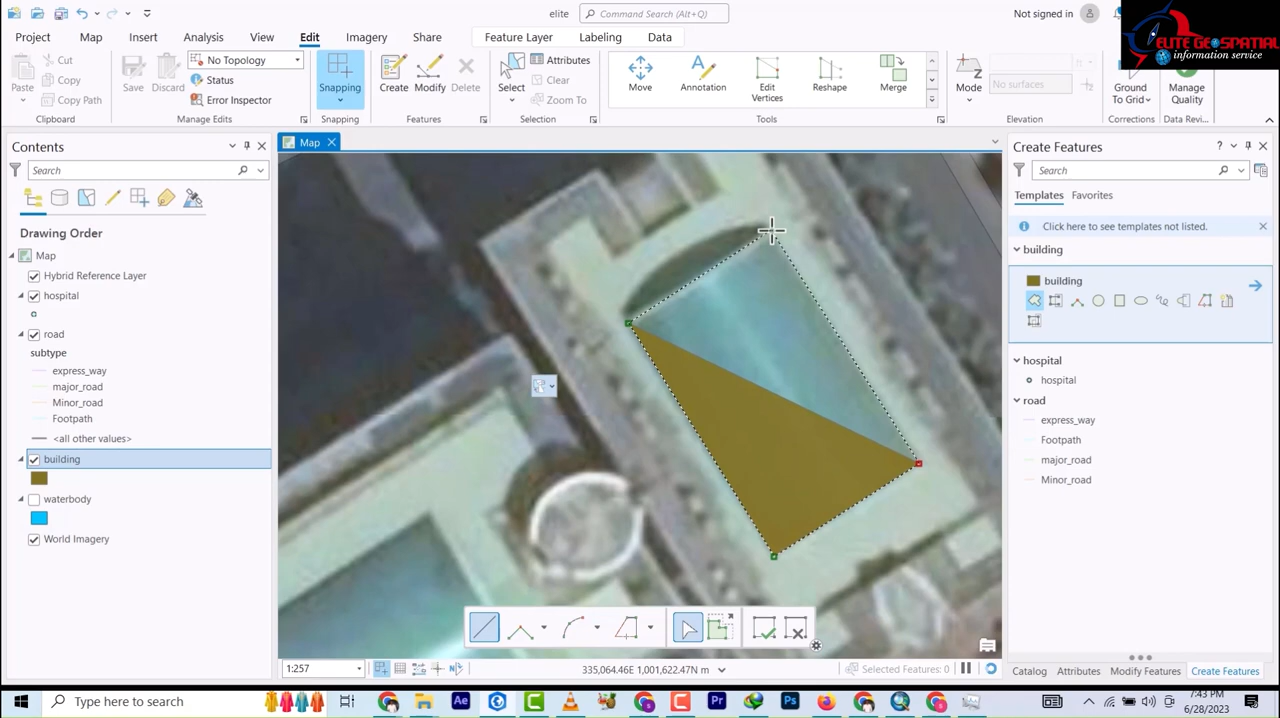 elite
Command Search (Alt+Q)
Not signed in
ELITE GEOSPATIAL
information service
Project Map Insert Analysis View Edit Imagery Share Feature Layer Labeling Data
Cut
Copy
Copy Path
Paste
Clipboard
Save Discard
No Topology
Status
Error Inspector
Manage Edits
Snapping
Snapping
Create Modify Delete
Features
Select
Attributes
Clear
Zoom To
Selection
Move Annotation Edit Vertices Reshape Merge
Tools
Mode
No surfaces
Elevation
Ground To Grid
Corrections
Manage Quality
Data Revi...
Contents
Search
Drawing Order
Map
Hybrid Reference Layer
hospital
road
subtype
express_way
major_road
Minor_road
Footpath
<all other values>
building
waterbody
World Imagery
Map
1:257
335,064.46E 1,001,622.47N m
Selected Features: 0
Create Features
Search
Templates Favorites
Click here to see templates not listed.
building
building
hospital
hospital
road
express_way
Footpath
major_road
Minor_road
Catalog Attributes Modify Features Create Features
Type here to search
Ae
Pr
Ps
7:43 PM
6/28/2023